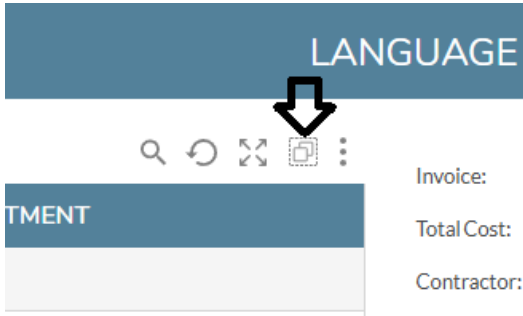 LANGUAGE
TMENT
Invoice:
Total Cost:
Contractor: